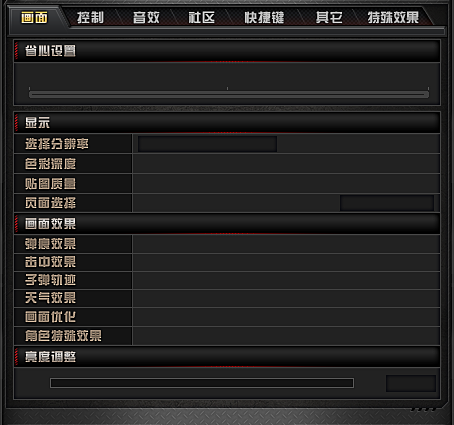 画面 控制 音效 社区 快捷键 其它 特殊效果
省心设置
显示
选择分辨率
色彩深度
贴图质量
页面选择
画面效果
弹痕效果
击中效果
子弹轨迹
天气效果
画面优化
角色特殊效果
亮度调整